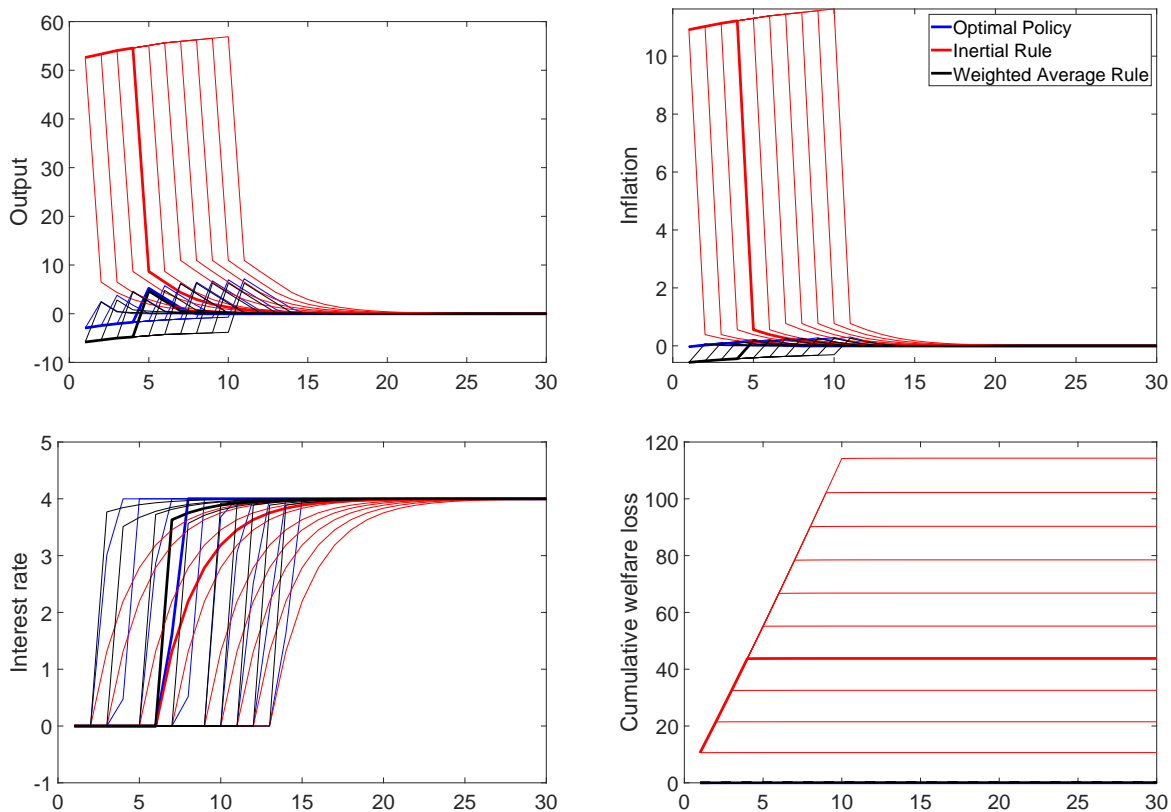 Output
60
50
40
30
20
10
0
-10
0 5 10 15 20 25 30
Inflation
10
8
6
4
2
0
0 5 10 15 20 25 30
Optimal Policy
Inertial Rule
Weighted Average Rule
Interest rate
5
4
3
2
1
0
-1
0 5 10 15 20 25 30
Cumulative welfare loss
120
100
80
60
40
20
0
0 5 10 15 20 25 30